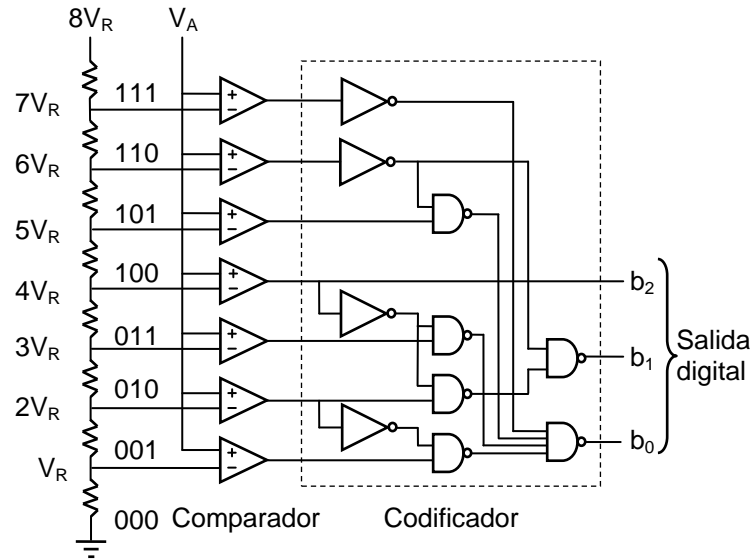 8V_R V_A
7V_R 111 + −
6V_R 110 + −
5V_R 101 + −
4V_R 100 + − b_2
3V_R 011 + − b_1 Salida digital
2V_R 010 + −
V_R 001 + − b_0
000 Comparador Codificador